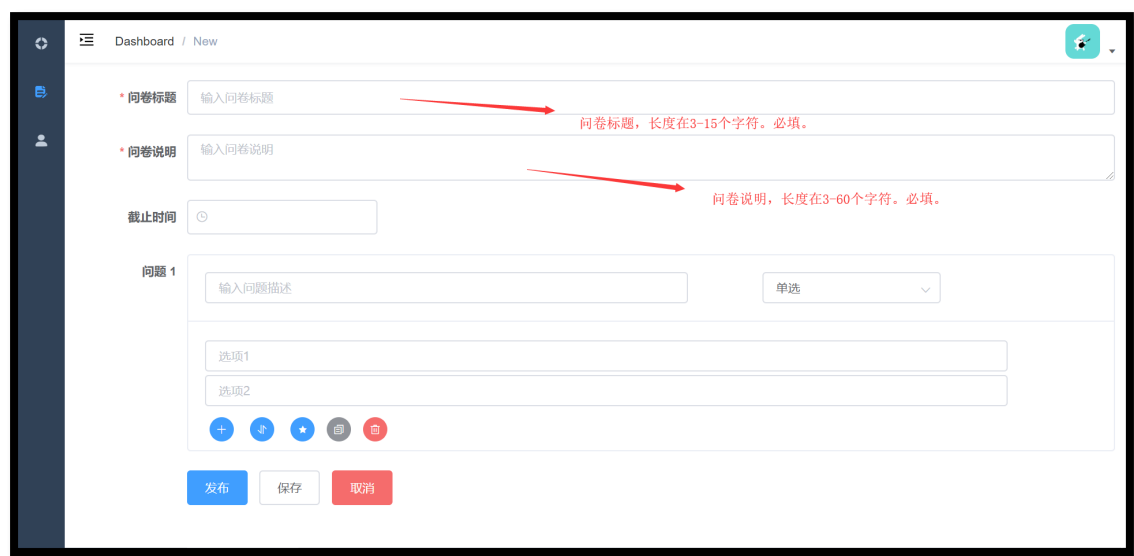 Dashboard / New
* 问卷标题 输入问卷标题
问卷标题，长度在3-15个字符。必填。
* 问卷说明 输入问卷说明
问卷说明，长度在3-60个字符。必填。
截止时间
问题 1
输入问题描述 单选
选项1
选项2
发布 保存 取消